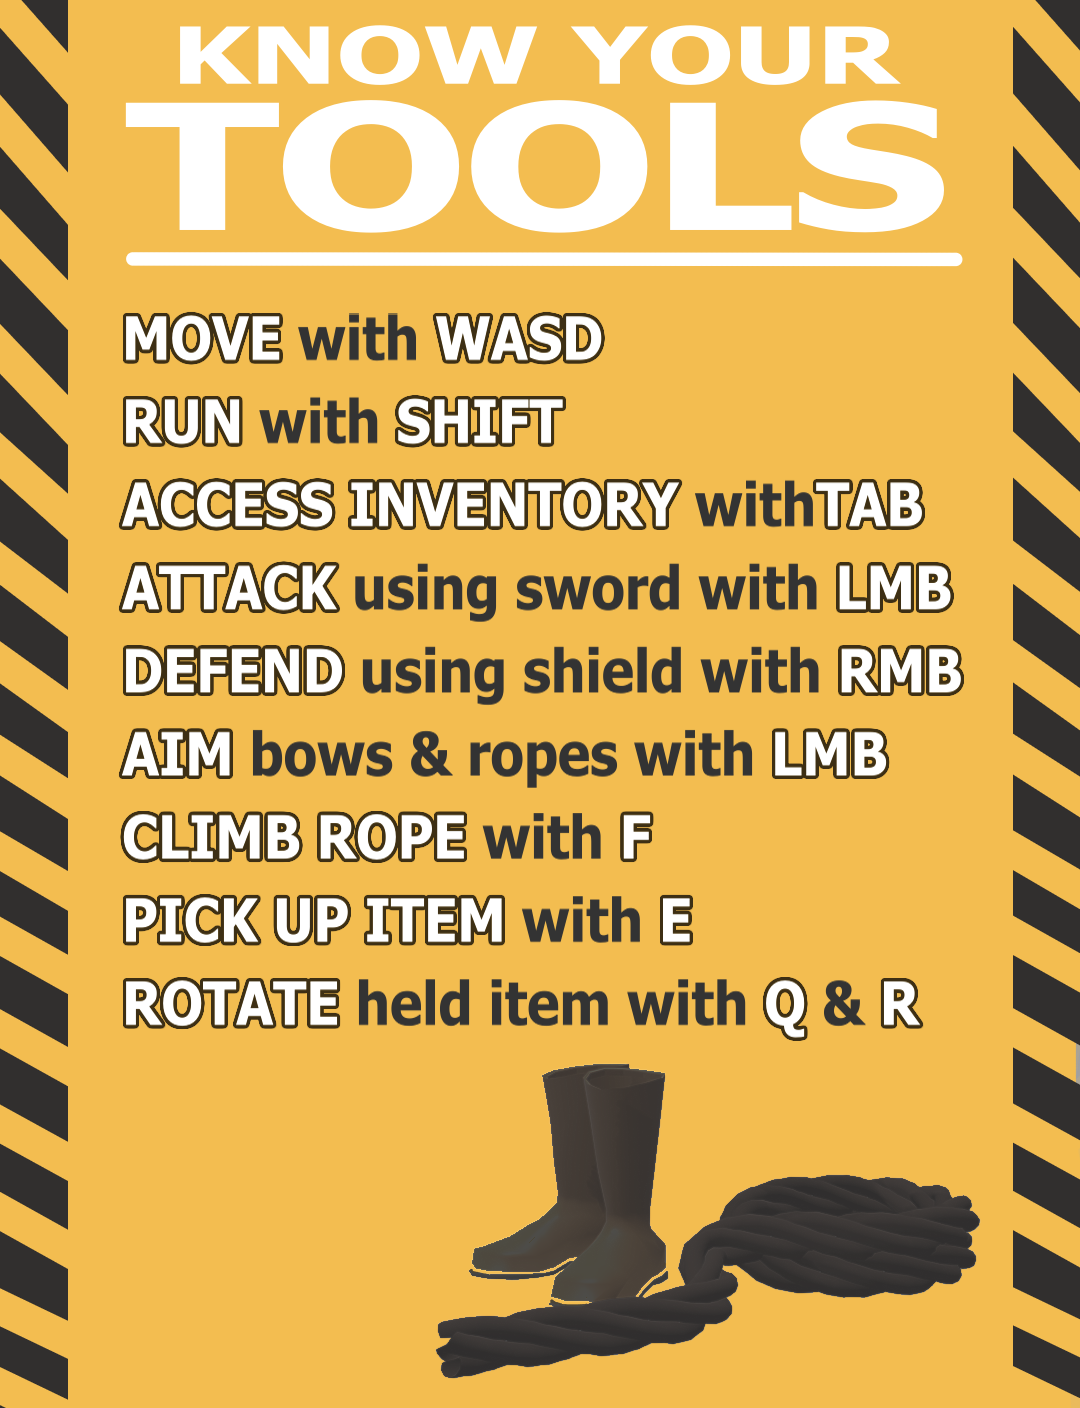 KNOW YOUR
TOOLS
MOVE with WASD
RUN with SHIFT
ACCESS INVENTORY withTAB
ATTACK using sword with LMB
DEFEND using shield with RMB
AIM bows & ropes with LMB
CLIMB ROPE with F
PICK UP ITEM with E
ROTATE held item with Q & R